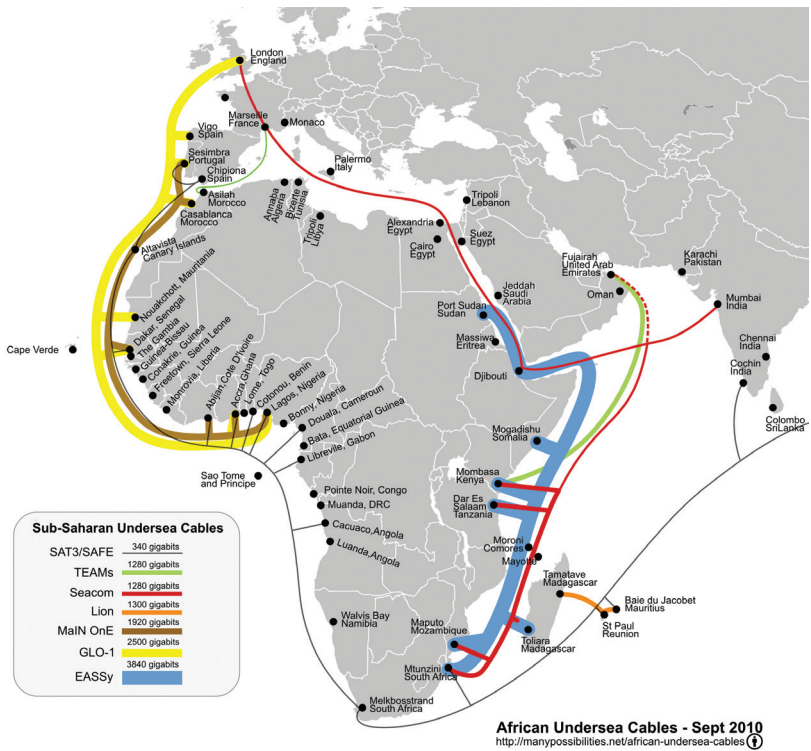 London
England
Marseille
France
Monaco
Vigo
Spain
Sesimbra
Portugal
Chipiona
Spain
Palermo
Italy
Asilah
Morocco
Casablanca
Morocco
Annaba
Algeria
Bizerte
Tunisia
Tripoli
Libya
Tripoli
Lebanon
Alexandria
Egypt
Cairo
Egypt
Suez
Egypt
Altavista
Canary Islands
Jeddah
Saudi
Arabia
Fujairah
United Arab
Emirates
Oman
Karachi
Pakistan
Mumbai
India
Chennai
India
Cochin
India
Colombo
SriLanka
Port Sudan
Sudan
Massiwa
Eritrea
Djibouti
Nouakchott, Mauritania
Dakar, Senegal
The Gambia
Guinea-Bissau
Conakrie, Guinea
Freetown, Sierra Leone
Monrovia, Liberia
Cape Verde
Abijan,Cote D'Ivoire
Accra,Ghana
Lome, Togo
Cotonou, Benin
Lagos, Nigeria
Bonny, Nigeria
Douala, Cameroun
Bata, Equatorial Guinea
Libreville, Gabon
Sao Tome
and Principe
Mogadishu
Somalia
Mombasa
Kenya
Dar Es
Salaam
Tanzania
Pointe Noir, Congo
Muanda, DRC
Cacuaco,Angola
Luanda,Angola
Moroni
Comores
Mayotte
Tamatave
Madagascar
Baie du Jacobet
Mauritius
St Paul
Reunion
Walvis Bay
Namibia
Maputo
Mozambique
Toliara
Madagascar
Mtunzini
South Africa
Melkbosstrand
South Africa
Sub-Saharan Undersea Cables
SAT3/SAFE 340 gigabits
TEAMs 1280 gigabits
Seacom 1280 gigabits
Lion 1300 gigabits
MaIN OnE 1920 gigabits
GLO-1 2500 gigabits
EASSy 3840 gigabits
African Undersea Cables - Sept 2010
http://manypossibilities.net/african-undersea-cables